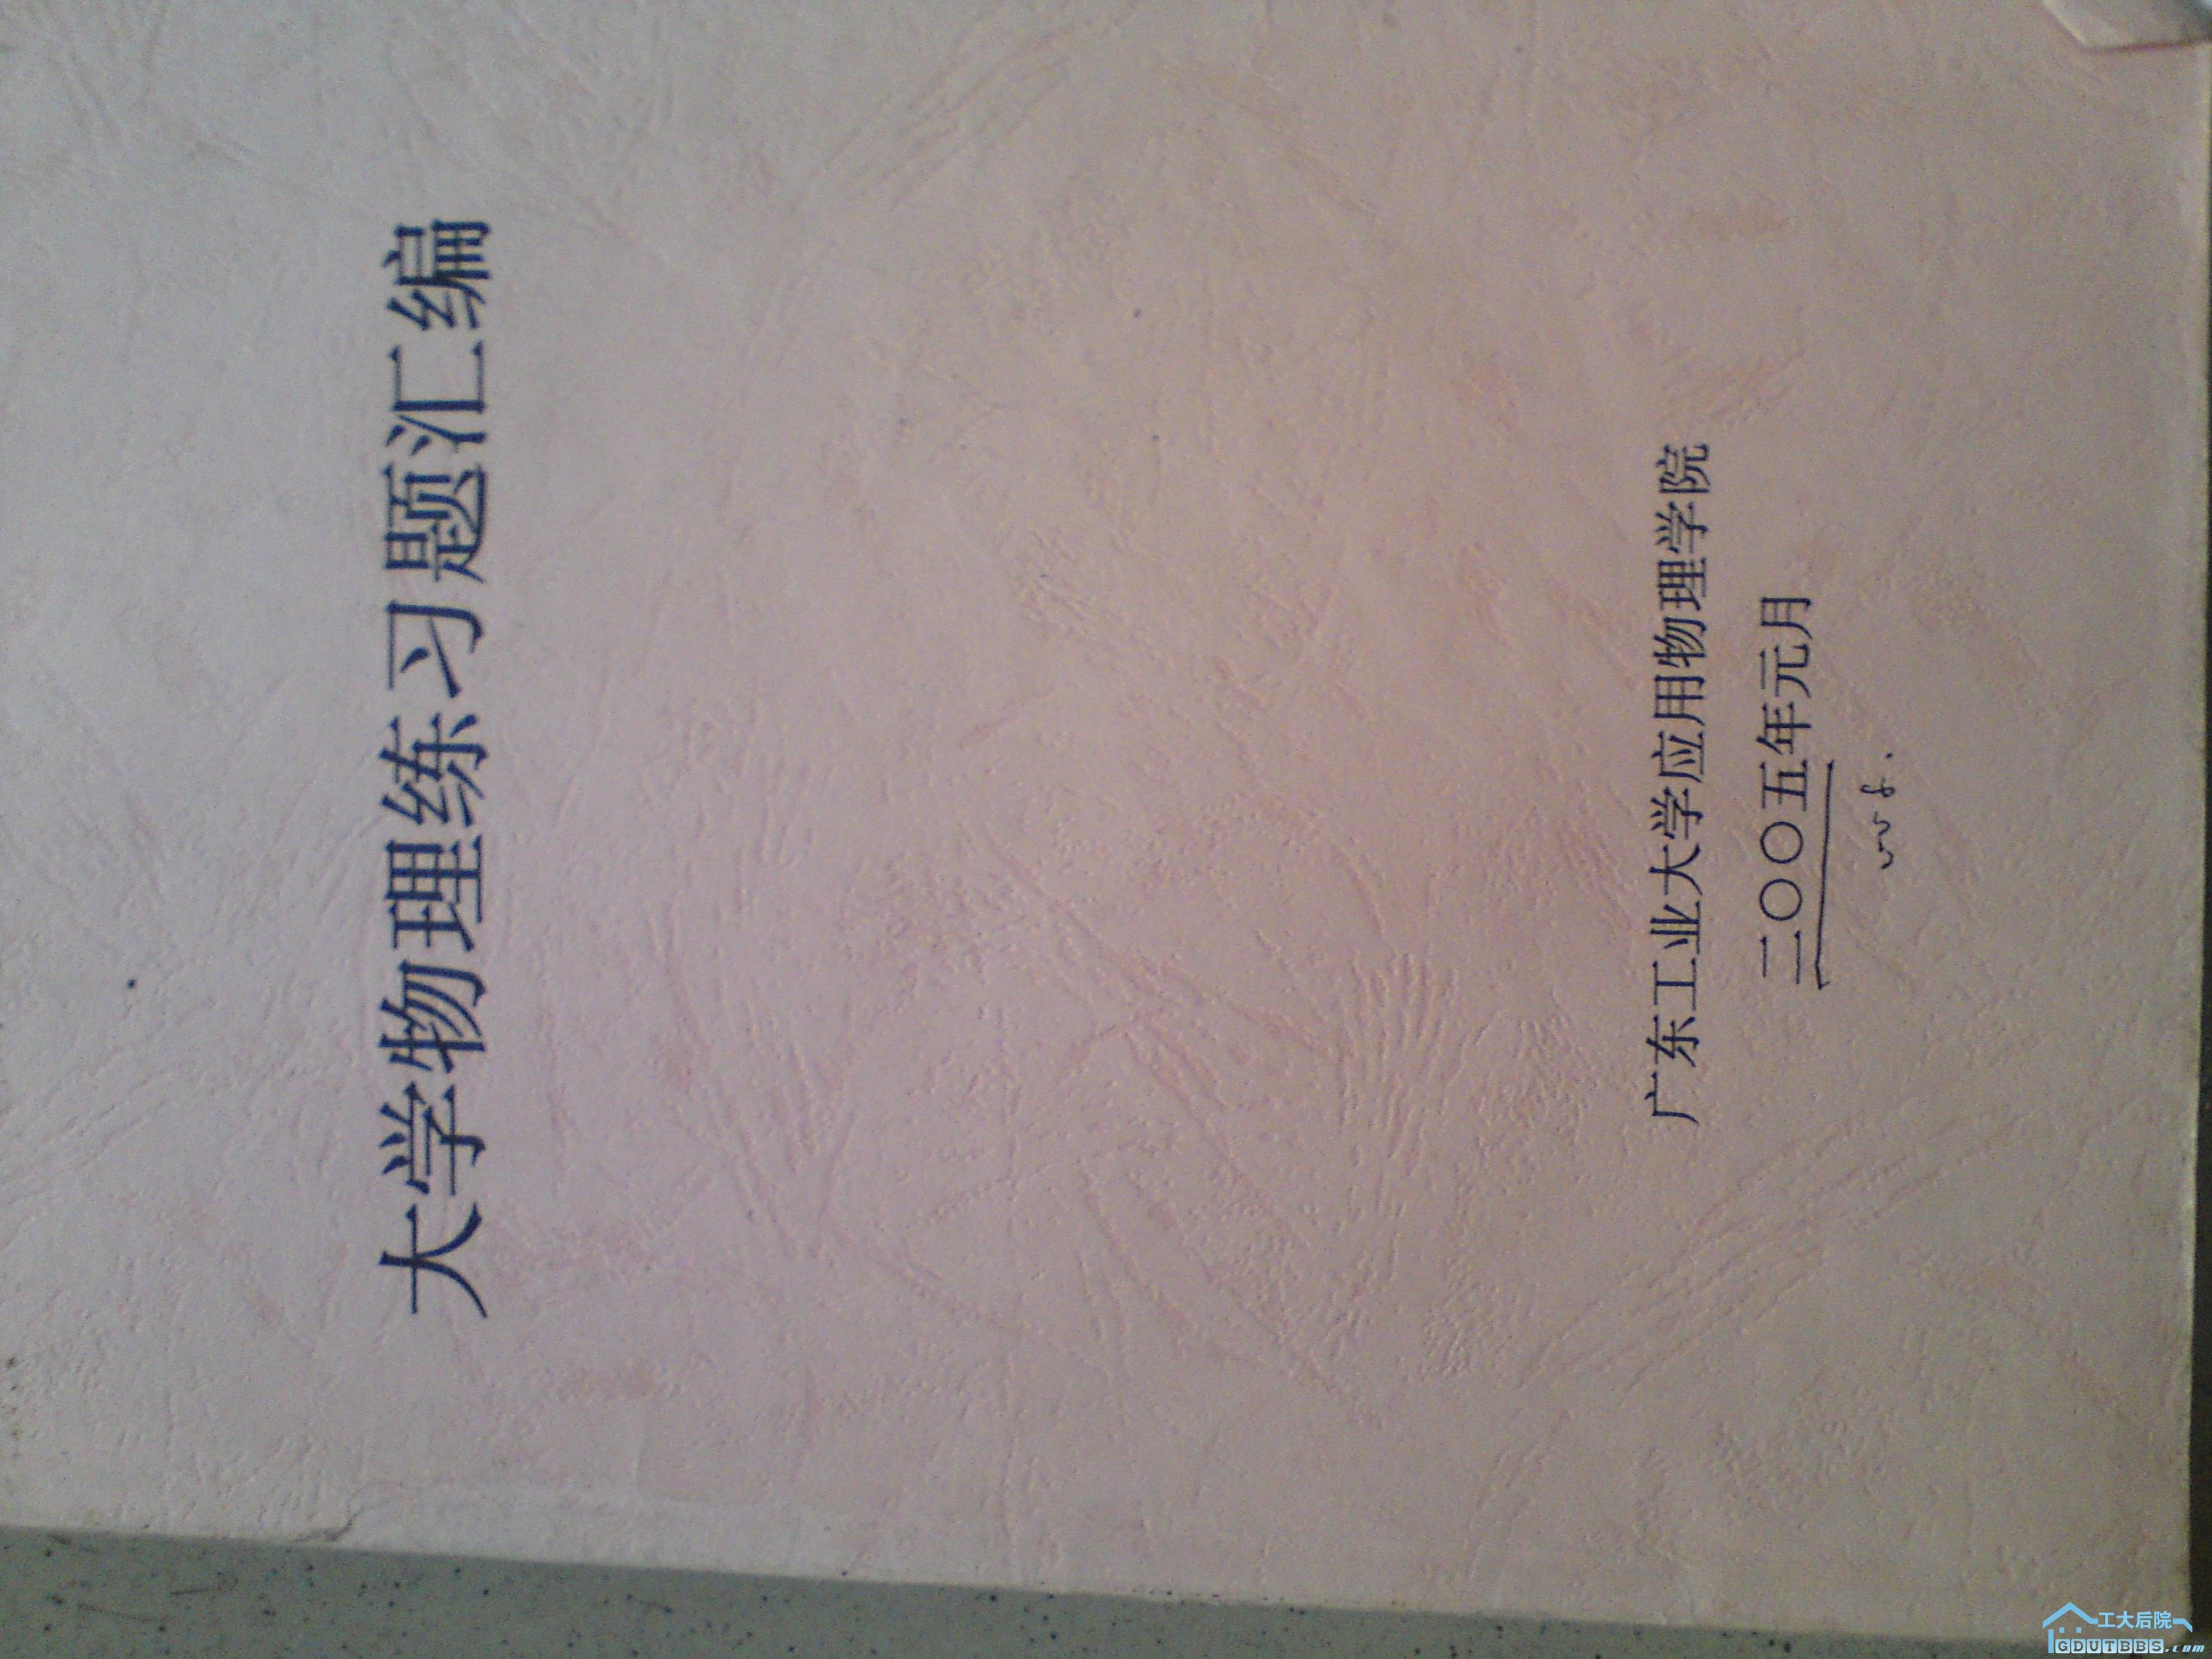 大学物理练习题汇编
广东工业大学应用物理学院
二〇〇五年元月
工大后院
GDUTBBS.com